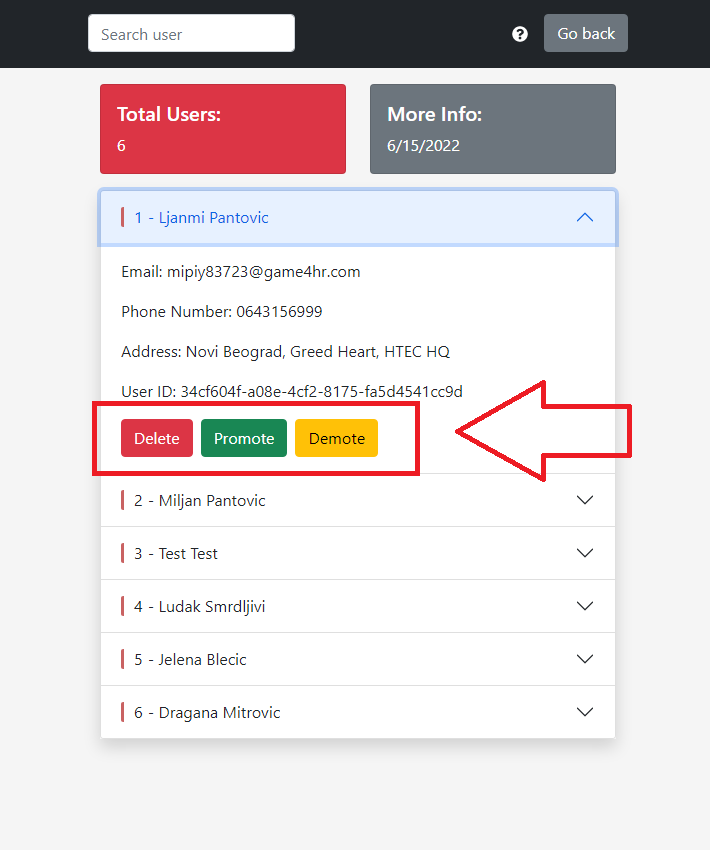 Search user
Go back
Total Users:
6
More Info:
6/15/2022
1 - Ljanmi Pantovic
Email: mipiy83723@game4hr.com
Phone Number: 0643156999
Address: Novi Beograd, Greed Heart, HTEC HQ
User ID: 34cf604f-a08e-4cf2-8175-fa5d4541cc9d
Delete Promote Demote
2 - Miljan Pantovic
3 - Test Test
4 - Ludak Smrdljivi
5 - Jelena Blecic
6 - Dragana Mitrovic